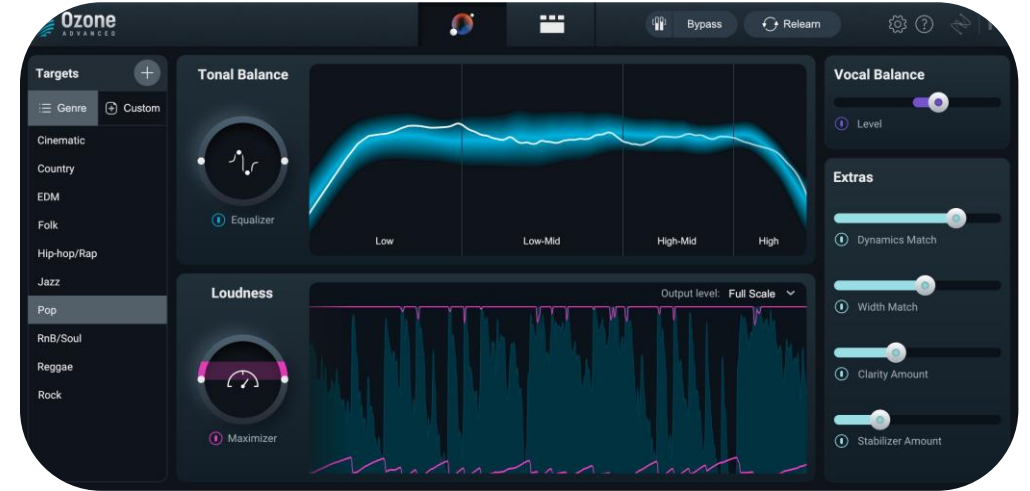 Ozone
ADVANCED
Bypass
Relearn
Targets
Genre
Custom
Cinematic
Country
EDM
Folk
Hip-hop/Rap
Jazz
Pop
RnB/Soul
Reggae
Rock
Tonal Balance
Equalizer
Low
Low-Mid
High-Mid
High
Loudness
Maximizer
Output level: Full Scale
Vocal Balance
Level
Extras
Dynamics Match
Width Match
Clarity Amount
Stabilizer Amount